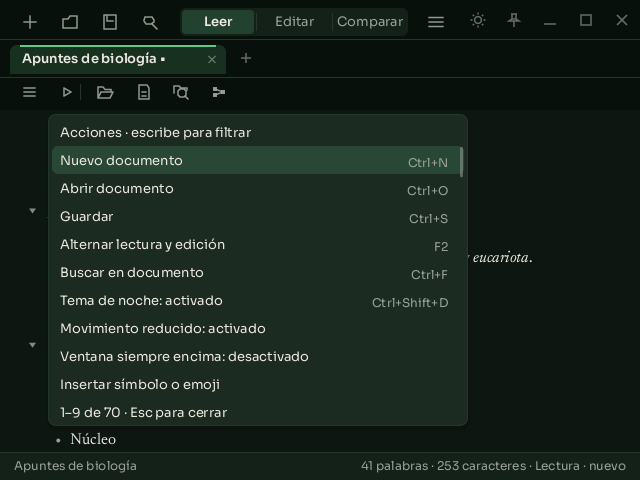 Leer Editar Comparar
Apuntes de biología •
Acciones · escribe para filtrar
Nuevo documento Ctrl+N
Abrir documento Ctrl+O
Guardar Ctrl+S
Alternar lectura y edición F2
Buscar en documento Ctrl+F
Tema de noche: activado Ctrl+Shift+D
Movimiento reducido: activado
Ventana siempre encima: desactivado
Insertar símbolo o emoji
1–9 de 70 · Esc para cerrar
eucariota.
• Núcleo
Apuntes de biología 41 palabras · 253 caracteres · Lectura · nuevo